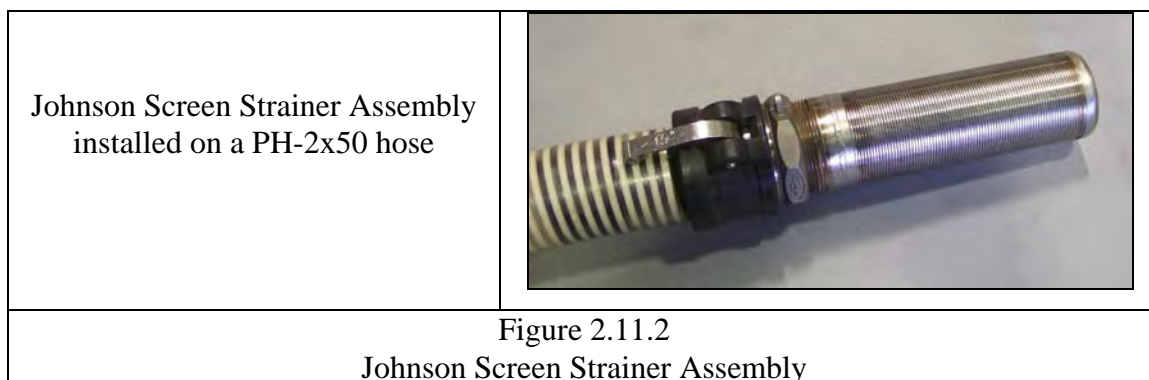 Johnson Screen Strainer Assembly
installed on a PH-2x50 hose
Figure 2.11.2
Johnson Screen Strainer Assembly